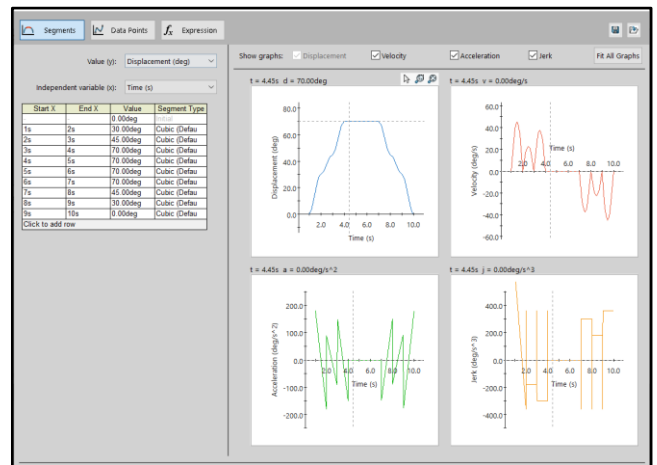 Segments Data Points fx Expression
Value (y): Displacement (deg)
Independent variable (x): Time (s)
Start X End X Value Segment Type
0.00deg Initial
1s 2s 30.00deg Cubic (Defau
2s 3s 45.00deg Cubic (Defau
3s 4s 70.00deg Cubic (Defau
4s 5s 70.00deg Cubic (Defau
5s 6s 70.00deg Cubic (Defau
6s 7s 70.00deg Cubic (Defau
7s 8s 45.00deg Cubic (Defau
8s 9s 30.00deg Cubic (Defau
9s 10s 0.00deg Cubic (Defau
Click to add row
Show graphs: Displacement Velocity Acceleration Jerk Fit All Graphs
t = 4.45s d = 70.00deg
80.0
60.0
40.0
20.0
0.0
2.0 4.0 6.0 8.0 10.0
Displacement (deg)
Time (s)
t = 4.45s v = 0.00deg/s
60.0
40.0
20.0
0.0
-20.0
-40.0
-60.0
2.0 4.0 6.0 8.0 10.0
Velocity (deg/s)
Time (s)
t = 4.45s a = 0.00deg/s^2
200.0
100.0
0.0
-100.0
-200.0
2.0 4.0 6.0 8.0 10.0
Acceleration (deg/s^2)
Time (s)
t = 4.45s j = 0.00deg/s^3
400.0
200.0
0.0
-200.0
-400.0
2.0 4.0 6.0 8.0 10.0
Jerk (deg/s^3)
Time (s)